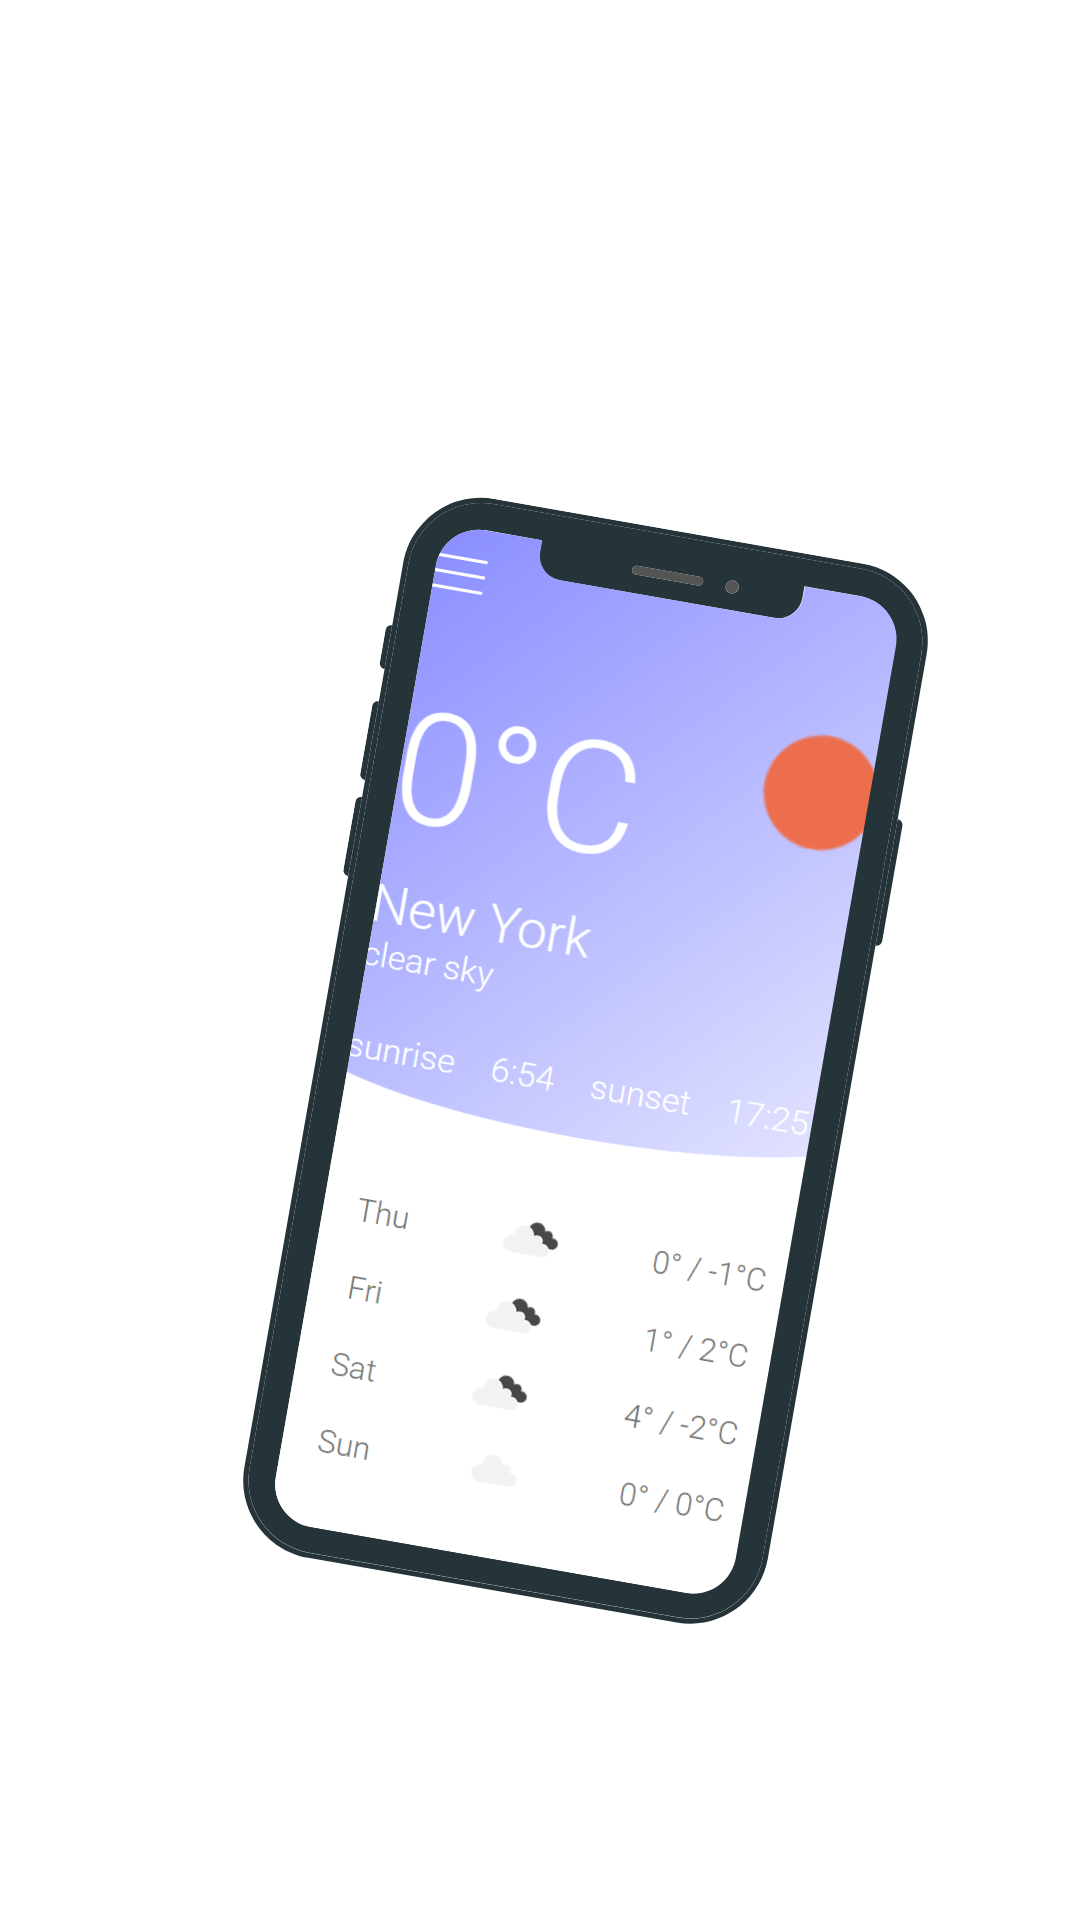 0°C
New York
clear sky
sunrise 6:54 sunset 17:25
Thu 0° / -1°C
Fri 1° / 2°C
Sat 4° / -2°C
Sun 0° / 0°C